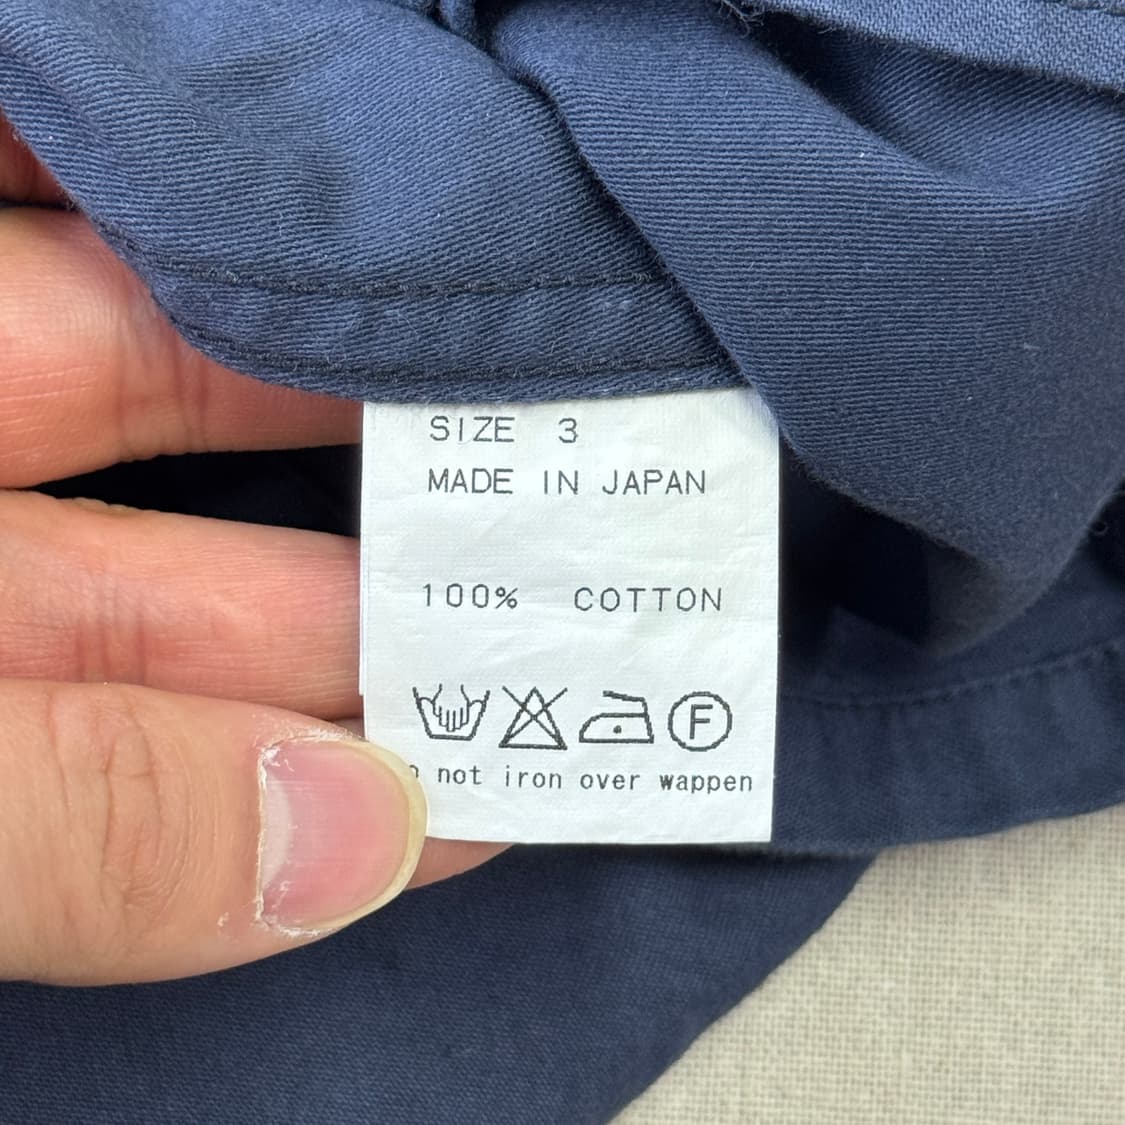 SIZE 3
MADE IN JAPAN
100% COTTON
F
not iron over wappen